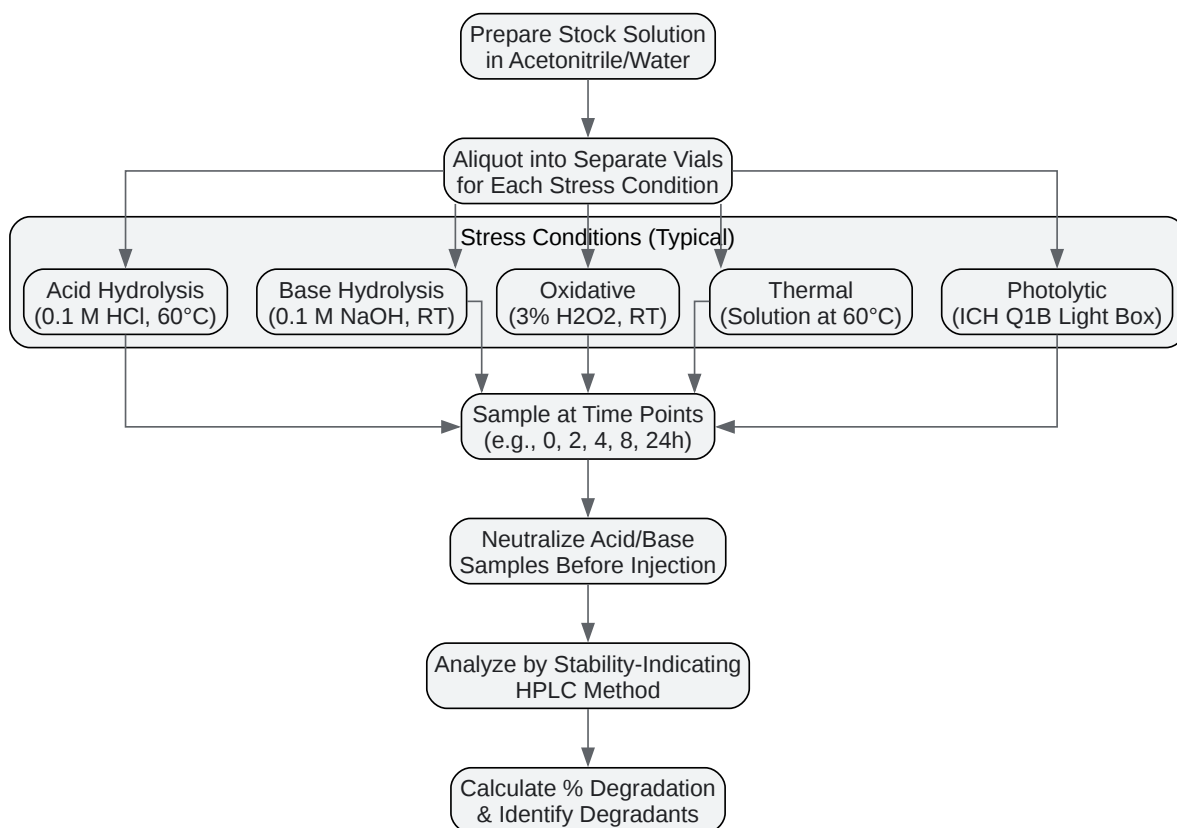 Prepare Stock Solution
in Acetonitrile/Water
Aliquot into Separate Vials
for Each Stress Condition
Stress Conditions (Typical)
Acid Hydrolysis
(0.1 M HCl, 60°C)
Base Hydrolysis
(0.1 M NaOH, RT)
Oxidative
(3% H2O2, RT)
Thermal
(Solution at 60°C)
Photolytic
(ICH Q1B Light Box)
Sample at Time Points
(e.g., 0, 2, 4, 8, 24h)
Neutralize Acid/Base
Samples Before Injection
Analyze by Stability-Indicating
HPLC Method
Calculate % Degradation
& Identify Degradants